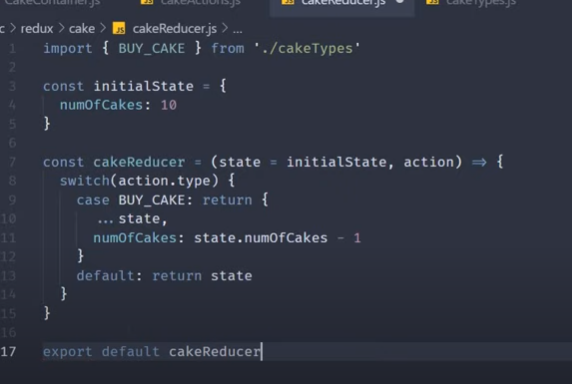 CakeContainer.js cakeActions.js cakeReducer.js cakeTypes.js
c > redux > cake > JS cakeReducer.js > ...
1 import { BUY_CAKE } from './cakeTypes'
2
3 const initialState = {
4 numOfCakes: 10
5 }
6
7 const cakeReducer = (state = initialState, action) => {
8 switch(action.type) {
9 case BUY_CAKE: return {
10 ...state,
11 numOfCakes: state.numOfCakes - 1
12 }
13 default: return state
14 }
15 }
16
17 export default cakeReducer